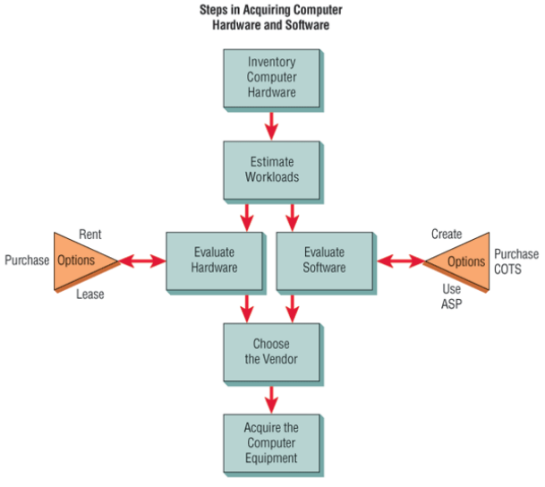 Steps in Acquiring Computer
Hardware and Software
Inventory
Computer
Hardware
Estimate
Workloads
Rent
Purchase
Options
Lease
Evaluate
Hardware
Evaluate
Software
Create
Options
Purchase
COTS
Use
ASP
Choose
the Vendor
Acquire the
Computer
Equipment